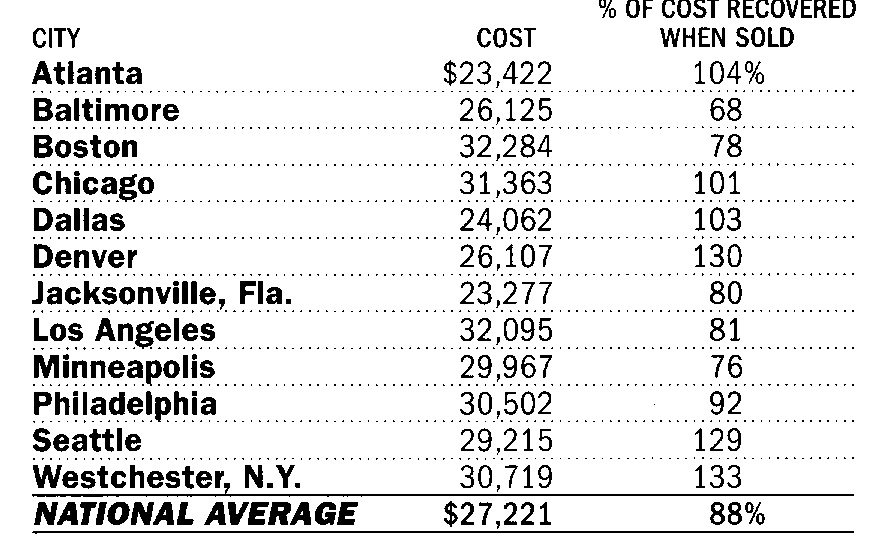 % OF COST RECOVERED
CITY COST WHEN SOLD
Atlanta $23,422 104%
Baltimore 26,125 68
Boston 32,284 78
Chicago 31,363 101
Dallas 24,062 103
Denver 26,107 130
Jacksonville, Fla. 23,277 80
Los Angeles 32,095 81
Minneapolis 29,967 76
Philadelphia 30,502 92
Seattle 29,215 129
Westchester, N.Y. 30,719 133
NATIONAL AVERAGE $27,221 88%